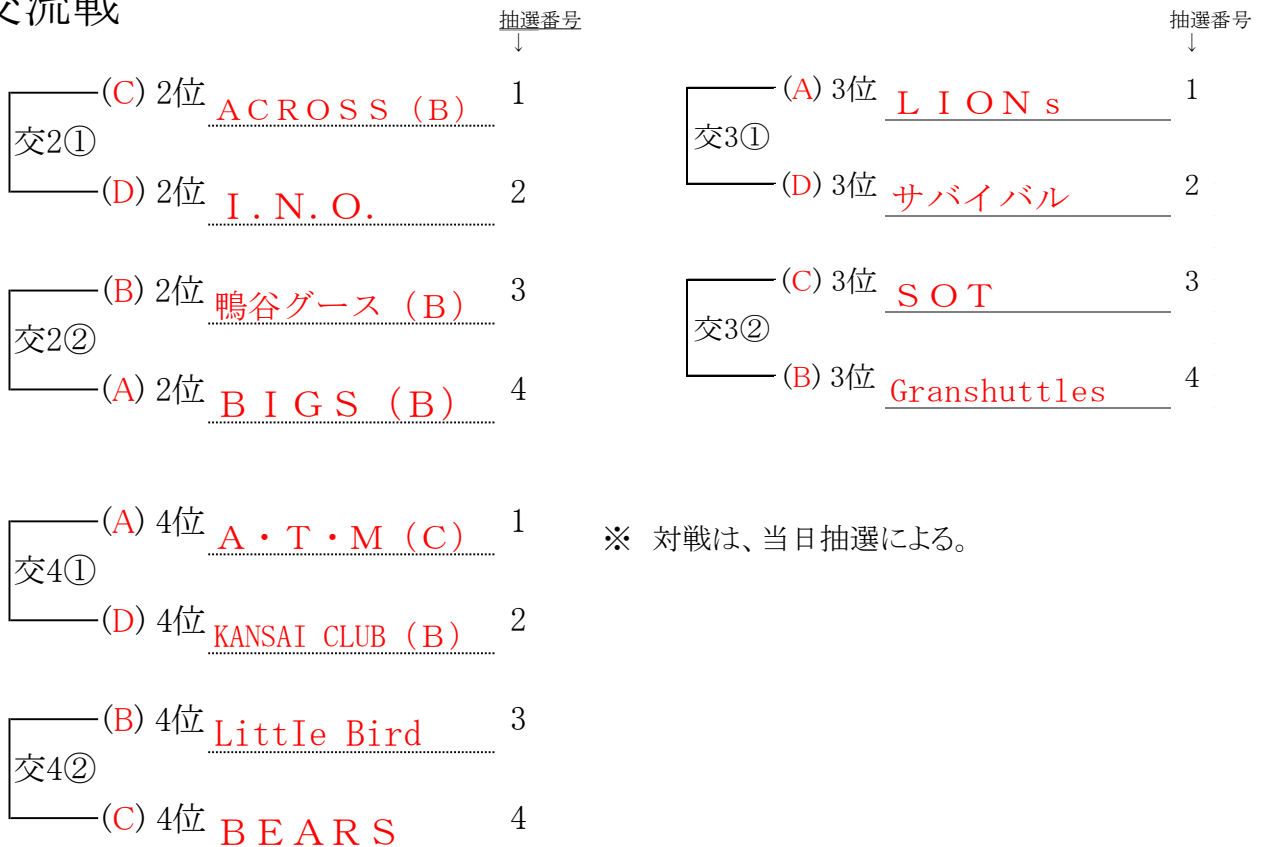 交流戦
抽選番号
↓
(C) 2位 ACROSS（B） 1
交2①
(D) 2位 I.N.O. 2
(B) 2位 鴨谷グース（B） 3
交2②
(A) 2位 BIGS（B） 4
抽選番号
↓
(A) 3位 LIONs 1
交3①
(D) 3位 サバイバル 2
(C) 3位 SOT 3
交3②
(B) 3位 Granshuttles 4
(A) 4位 A・T・M（C） 1
交4①
(D) 4位 KANSAI CLUB（B） 2
(B) 4位 LittIe Bird 3
交4②
(C) 4位 BEARS 4
※ 対戦は、当日抽選による。